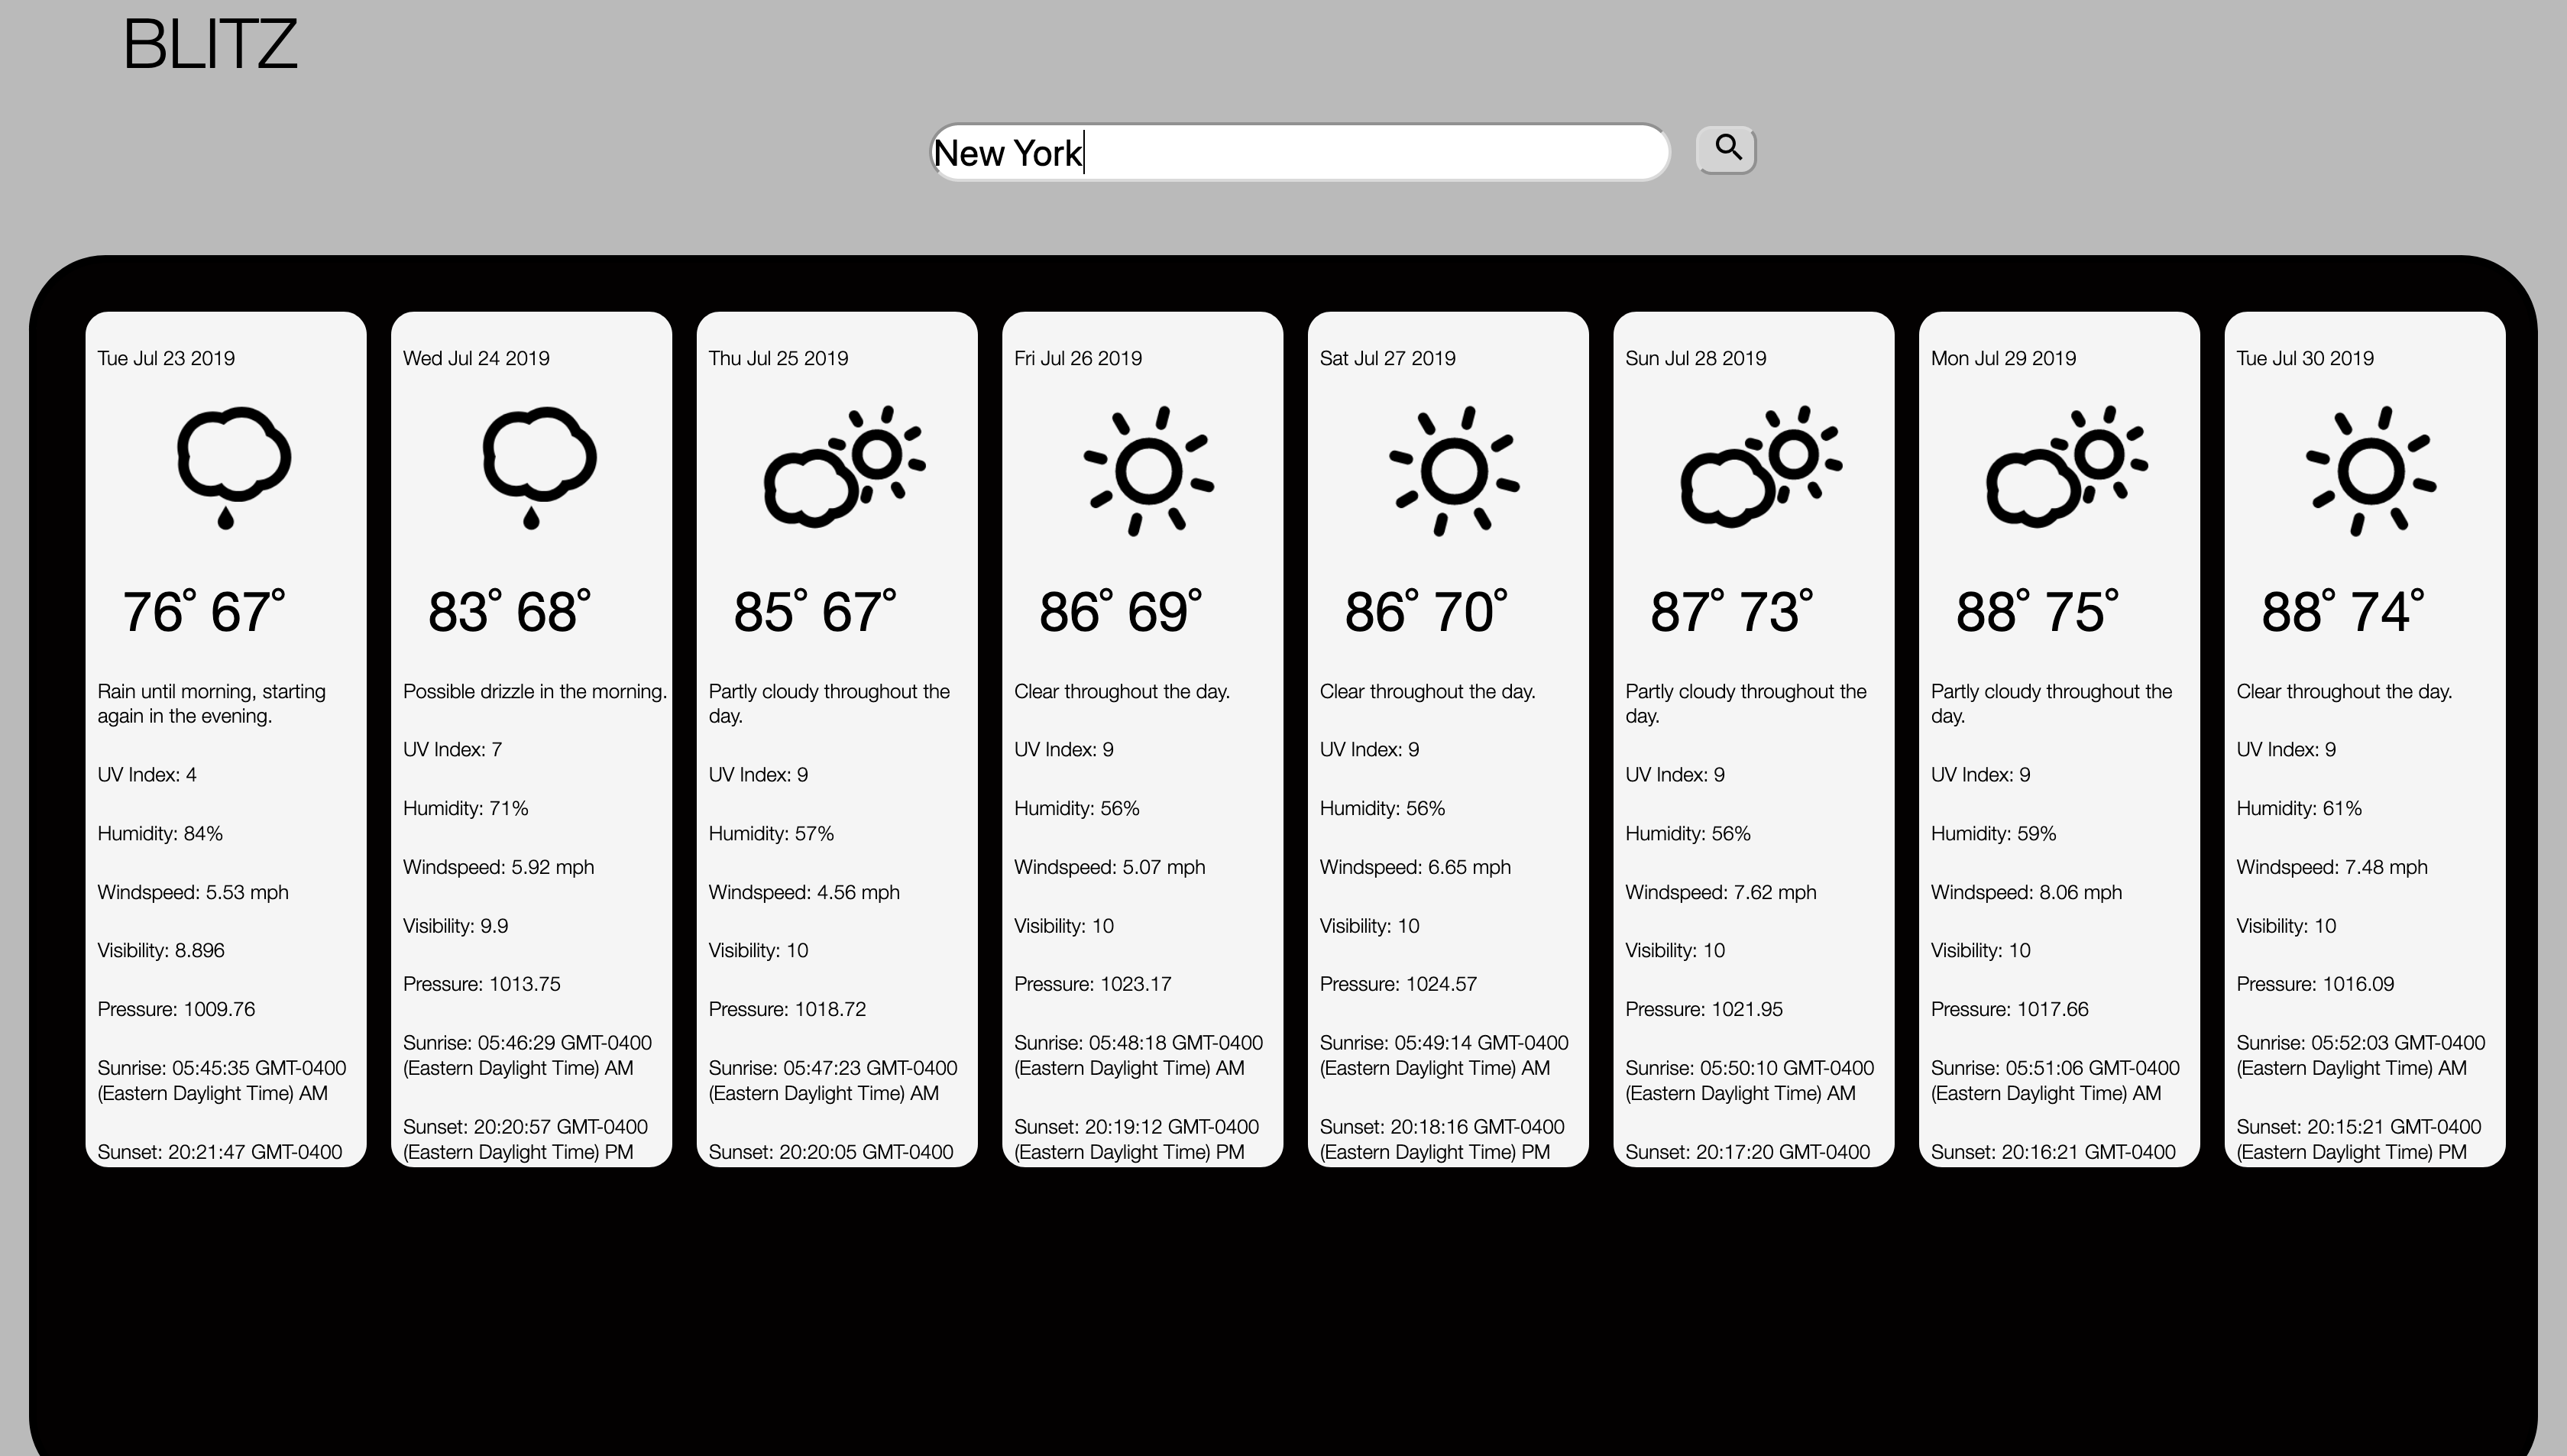 BLITZ
New York
Tue Jul 23 2019
76° 67°
Rain until morning, starting
again in the evening.
UV Index: 4
Humidity: 84%
Windspeed: 5.53 mph
Visibility: 8.896
Pressure: 1009.76
Sunrise: 05:45:35 GMT-0400
(Eastern Daylight Time) AM
Sunset: 20:21:47 GMT-0400
Wed Jul 24 2019
83° 68°
Possible drizzle in the morning.
UV Index: 7
Humidity: 71%
Windspeed: 5.92 mph
Visibility: 9.9
Pressure: 1013.75
Sunrise: 05:46:29 GMT-0400
(Eastern Daylight Time) AM
Sunset: 20:20:57 GMT-0400
(Eastern Daylight Time) PM
Thu Jul 25 2019
85° 67°
Partly cloudy throughout the
day.
UV Index: 9
Humidity: 57%
Windspeed: 4.56 mph
Visibility: 10
Pressure: 1018.72
Sunrise: 05:47:23 GMT-0400
(Eastern Daylight Time) AM
Sunset: 20:20:05 GMT-0400
Fri Jul 26 2019
86° 69°
Clear throughout the day.
UV Index: 9
Humidity: 56%
Windspeed: 5.07 mph
Visibility: 10
Pressure: 1023.17
Sunrise: 05:48:18 GMT-0400
(Eastern Daylight Time) AM
Sunset: 20:19:12 GMT-0400
(Eastern Daylight Time) PM
Sat Jul 27 2019
86° 70°
Clear throughout the day.
UV Index: 9
Humidity: 56%
Windspeed: 6.65 mph
Visibility: 10
Pressure: 1024.57
Sunrise: 05:49:14 GMT-0400
(Eastern Daylight Time) AM
Sunset: 20:18:16 GMT-0400
(Eastern Daylight Time) PM
Sun Jul 28 2019
87° 73°
Partly cloudy throughout the
day.
UV Index: 9
Humidity: 56%
Windspeed: 7.62 mph
Visibility: 10
Pressure: 1021.95
Sunrise: 05:50:10 GMT-0400
(Eastern Daylight Time) AM
Sunset: 20:17:20 GMT-0400
Mon Jul 29 2019
88° 75°
Partly cloudy throughout the
day.
UV Index: 9
Humidity: 59%
Windspeed: 8.06 mph
Visibility: 10
Pressure: 1017.66
Sunrise: 05:51:06 GMT-0400
(Eastern Daylight Time) AM
Sunset: 20:16:21 GMT-0400
Tue Jul 30 2019
88° 74°
Clear throughout the day.
UV Index: 9
Humidity: 61%
Windspeed: 7.48 mph
Visibility: 10
Pressure: 1016.09
Sunrise: 05:52:03 GMT-0400
(Eastern Daylight Time) AM
Sunset: 20:15:21 GMT-0400
(Eastern Daylight Time) PM